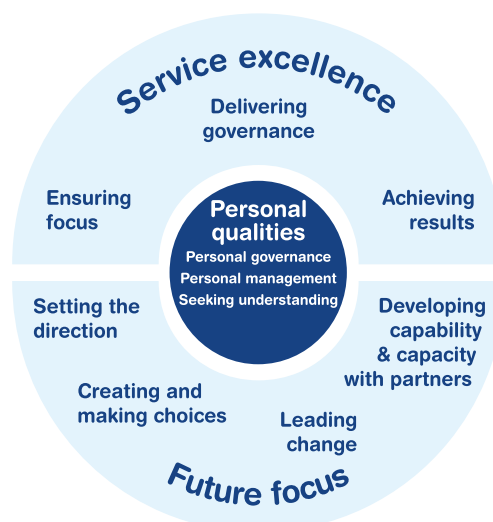 Service excellence
Delivering
governance
Ensuring
focus
Achieving
results
Personal
qualities
Personal governance
Personal management
Seeking understanding
Setting the
direction
Developing
capability
& capacity
with partners
Creating and
making choices
Leading
change
Future focus